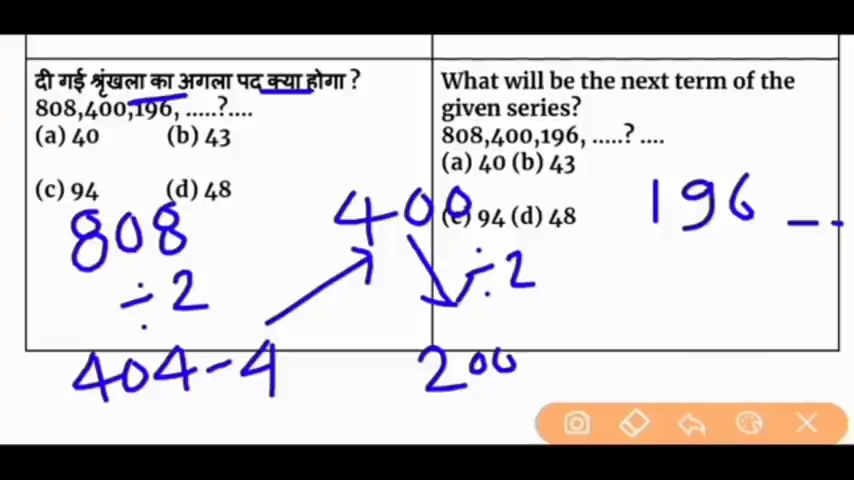 दी गई श्रृंखला का अगला पद क्या होगा ?
808,400,196, .....?....
(a) 40 (b) 43
(c) 94 (d) 48
What will be the next term of the
given series?
808,400,196, .....? ....
(a) 40 (b) 43
(c) 94 (d) 48
808 400 196 _ _
÷2 ÷2
404-4 200